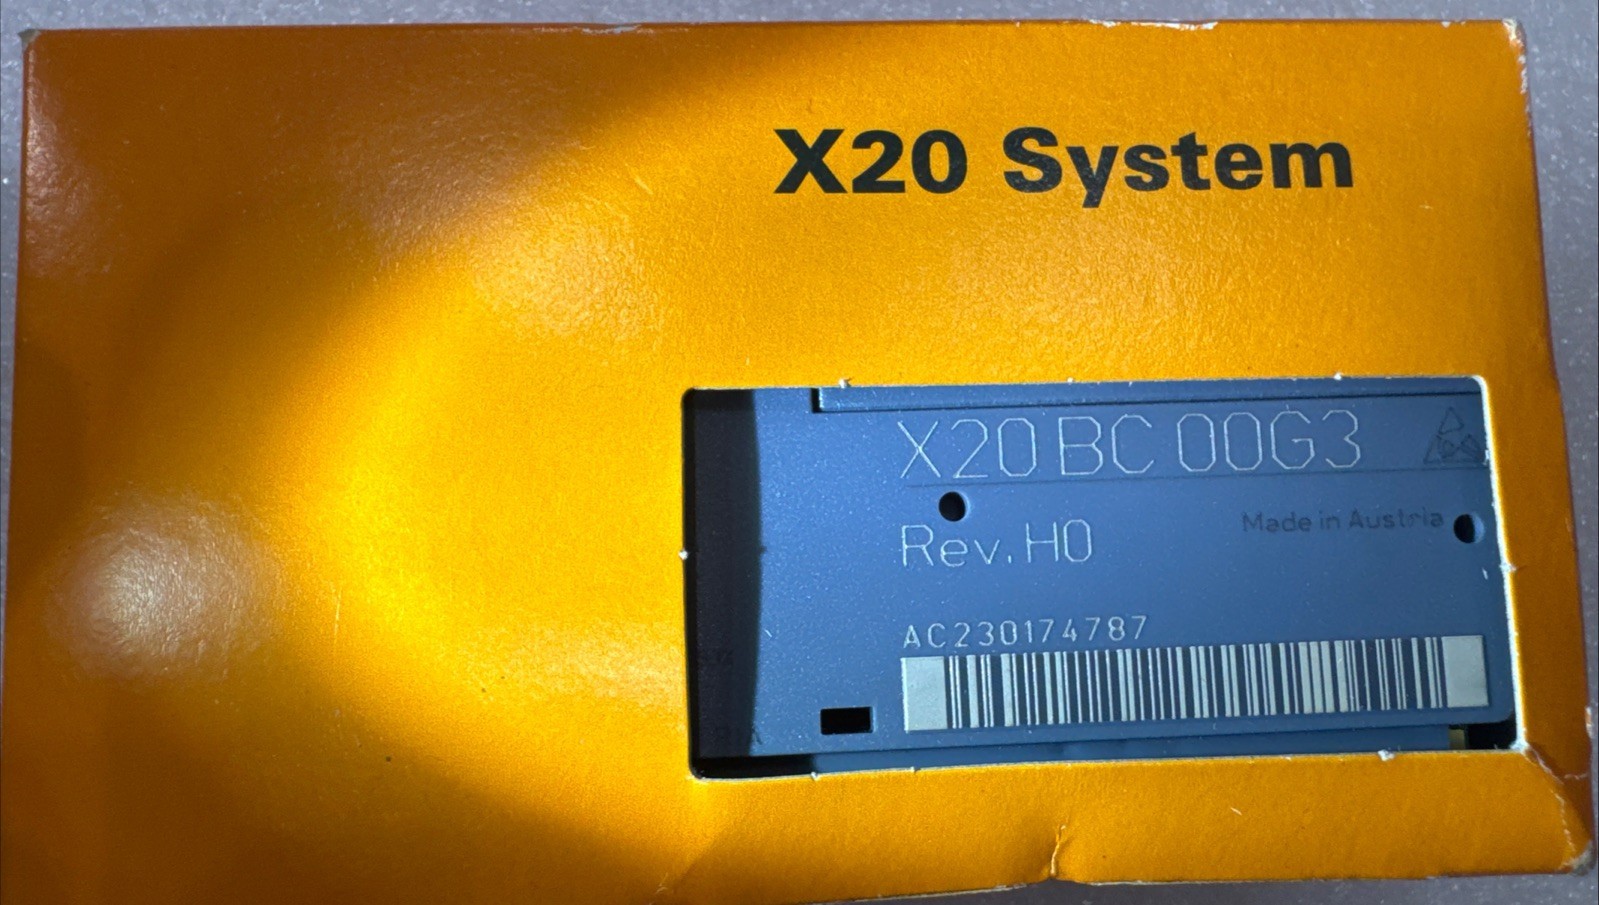 X20 System
X20 BC 00G3
Rev. H0
Made in Austria
AC230174787